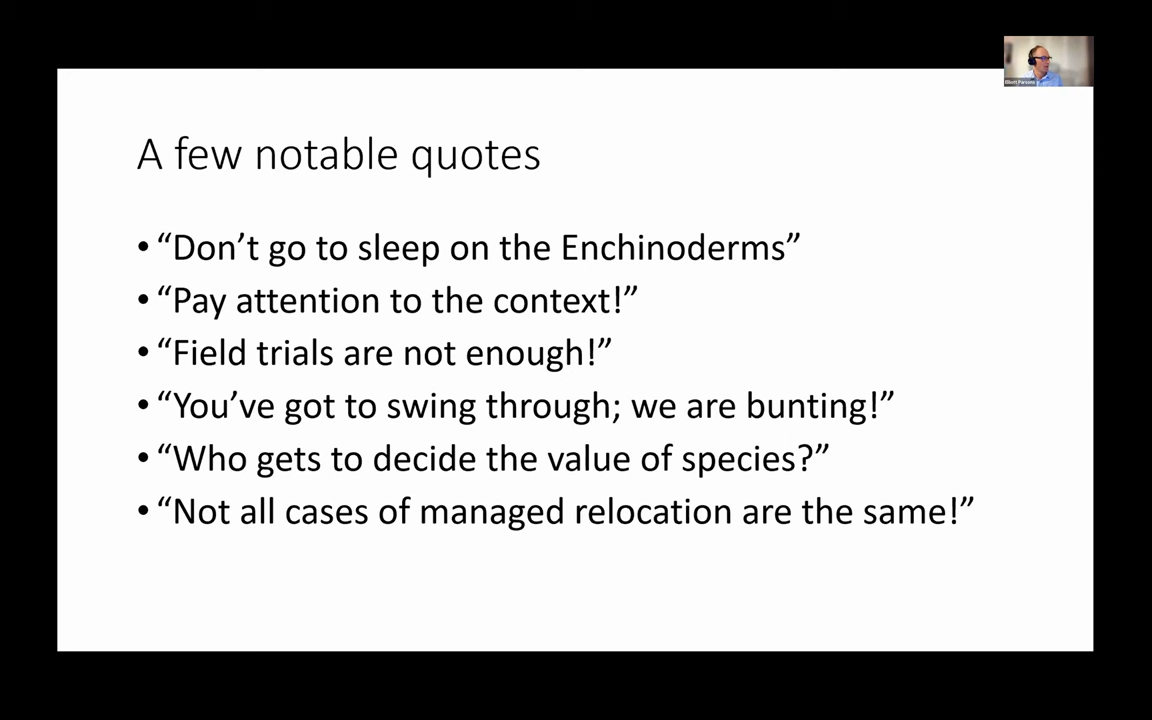 Elliott Parsons
A few notable quotes
• “Don’t go to sleep on the Enchinoderms”
• “Pay attention to the context!”
• “Field trials are not enough!”
• “You’ve got to swing through; we are bunting!”
• “Who gets to decide the value of species?”
• “Not all cases of managed relocation are the same!”